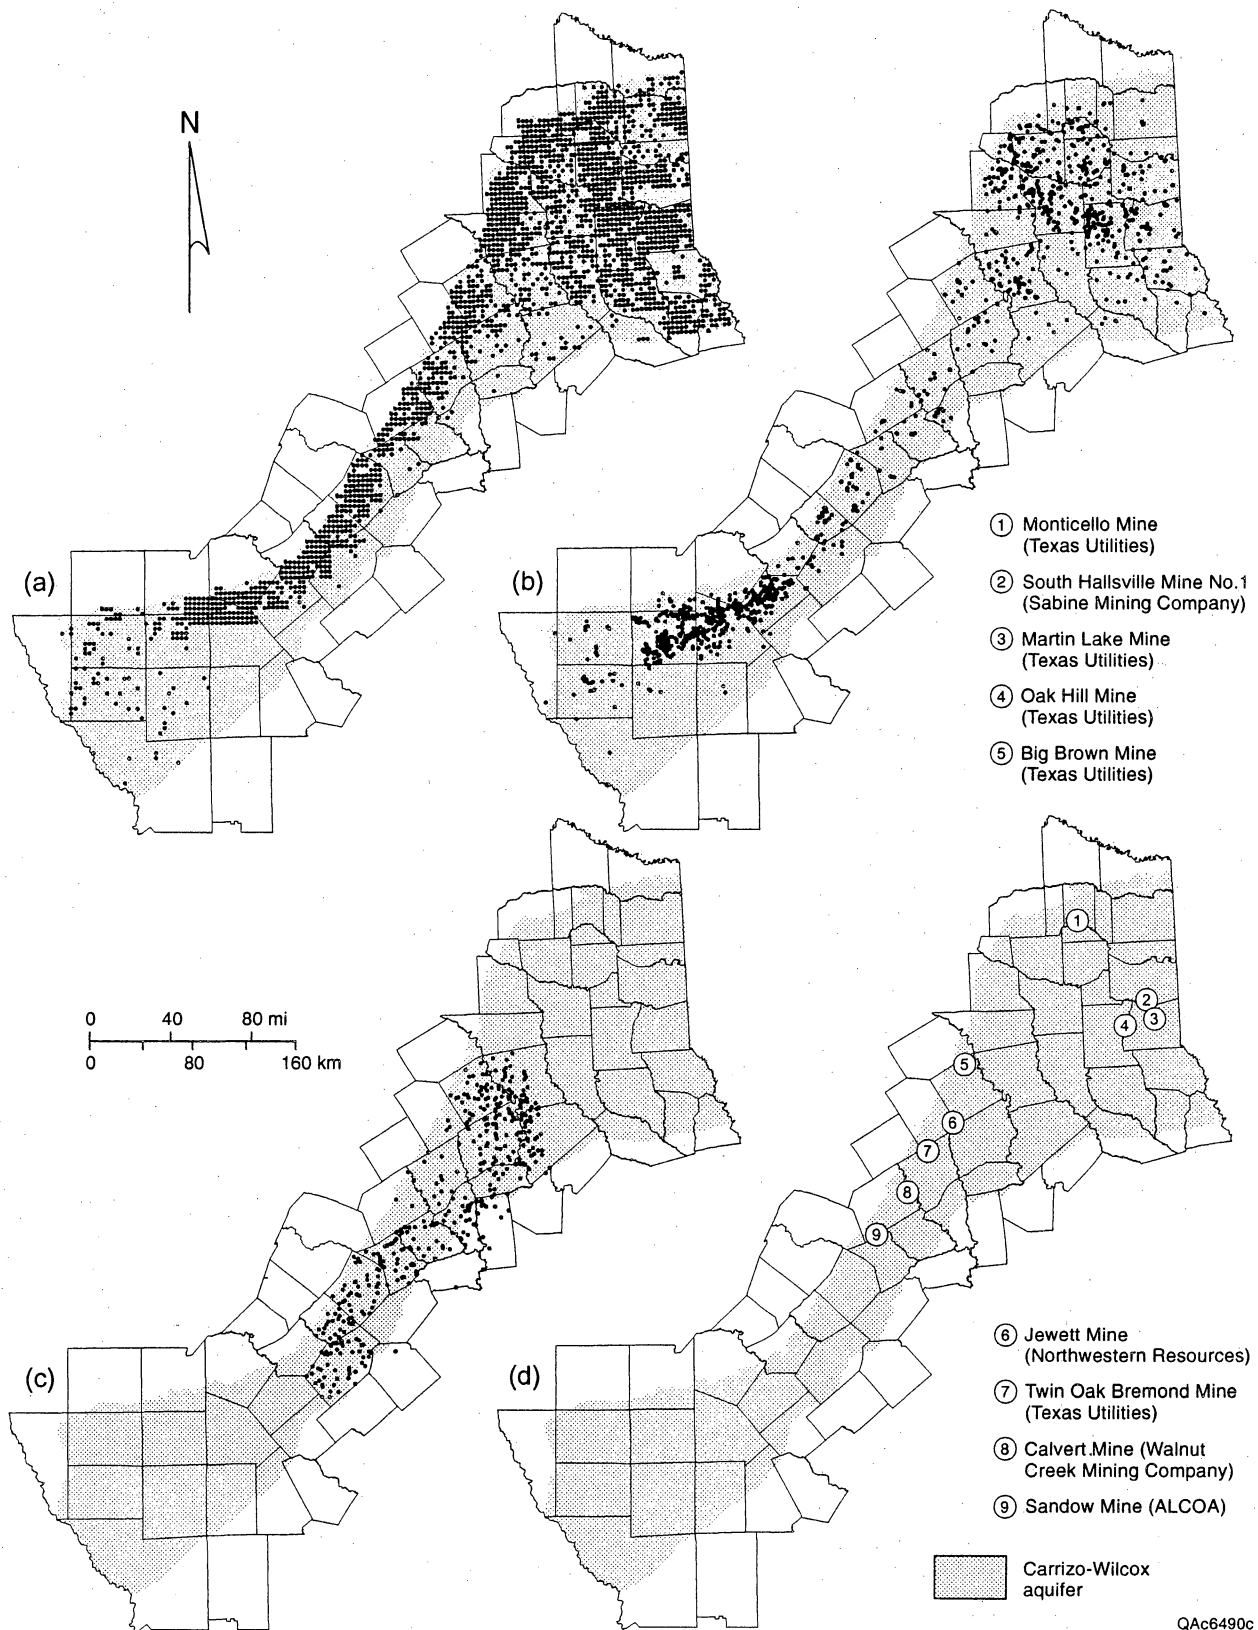 N
(a)
(b)
① Monticello Mine
(Texas Utilities)
② South Hallsville Mine No.1
(Sabine Mining Company)
③ Martin Lake Mine
(Texas Utilities)
④ Oak Hill Mine
(Texas Utilities)
⑤ Big Brown Mine
(Texas Utilities)
0 40 80 mi
0 80 160 km
(c)
(d)
1
2
3
4
5
6
7
8
9
⑥ Jewett Mine
(Northwestern Resources)
⑦ Twin Oak Bremond Mine
(Texas Utilities)
⑧ Calvert Mine (Walnut
Creek Mining Company)
⑨ Sandow Mine (ALCOA)
Carrizo-Wilcox
aquifer
QAc6490c